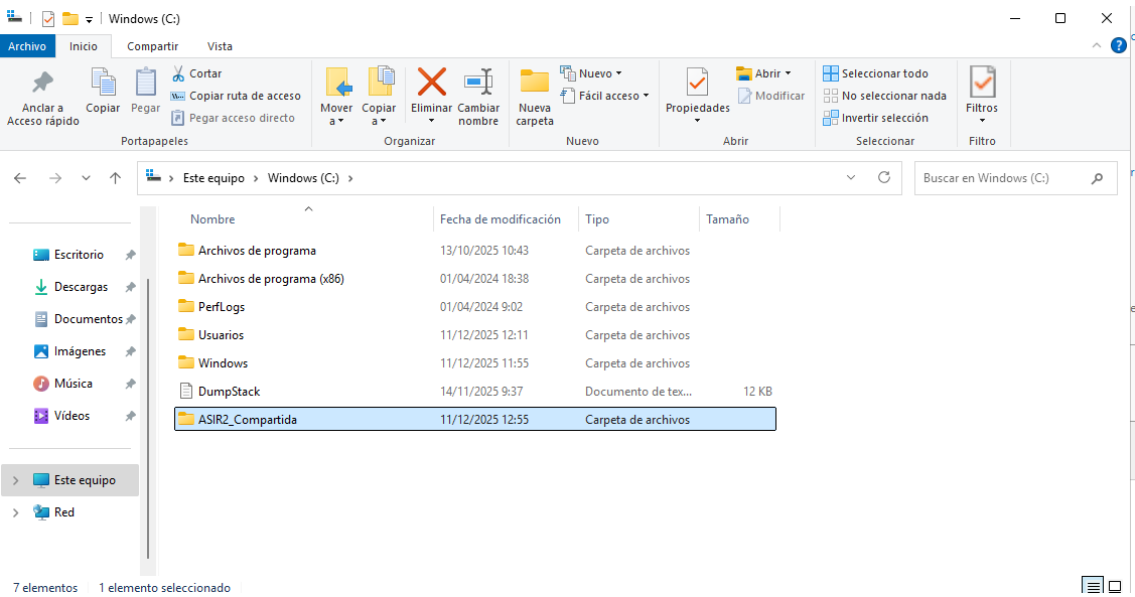 Windows (C:)
Archivo Inicio Compartir Vista
Anclar a Acceso rápido
Copiar
Pegar
Cortar
Copiar ruta de acceso
Pegar acceso directo
Portapapeles
Mover a
Copiar a
Eliminar
Cambiar nombre
Organizar
Nueva carpeta
Nuevo
Fácil acceso
Nuevo
Propiedades
Abrir
Modificar
Abrir
Seleccionar todo
No seleccionar nada
Invertir selección
Seleccionar
Filtros
Filtro
Este equipo > Windows (C:) >
Buscar en Windows (C:)
Escritorio
Descargas
Documentos
Imágenes
Música
Vídeos
Este equipo
Red
Nombre Fecha de modificación Tipo Tamaño
Archivos de programa 13/10/2025 10:43 Carpeta de archivos
Archivos de programa (x86) 01/04/2024 18:38 Carpeta de archivos
PerfLogs 01/04/2024 9:02 Carpeta de archivos
Usuarios 11/12/2025 12:11 Carpeta de archivos
Windows 11/12/2025 11:55 Carpeta de archivos
DumpStack 14/11/2025 9:37 Documento de tex... 12 KB
ASIR2_Compartida 11/12/2025 12:55 Carpeta de archivos
7 elementos 1 elemento seleccionado